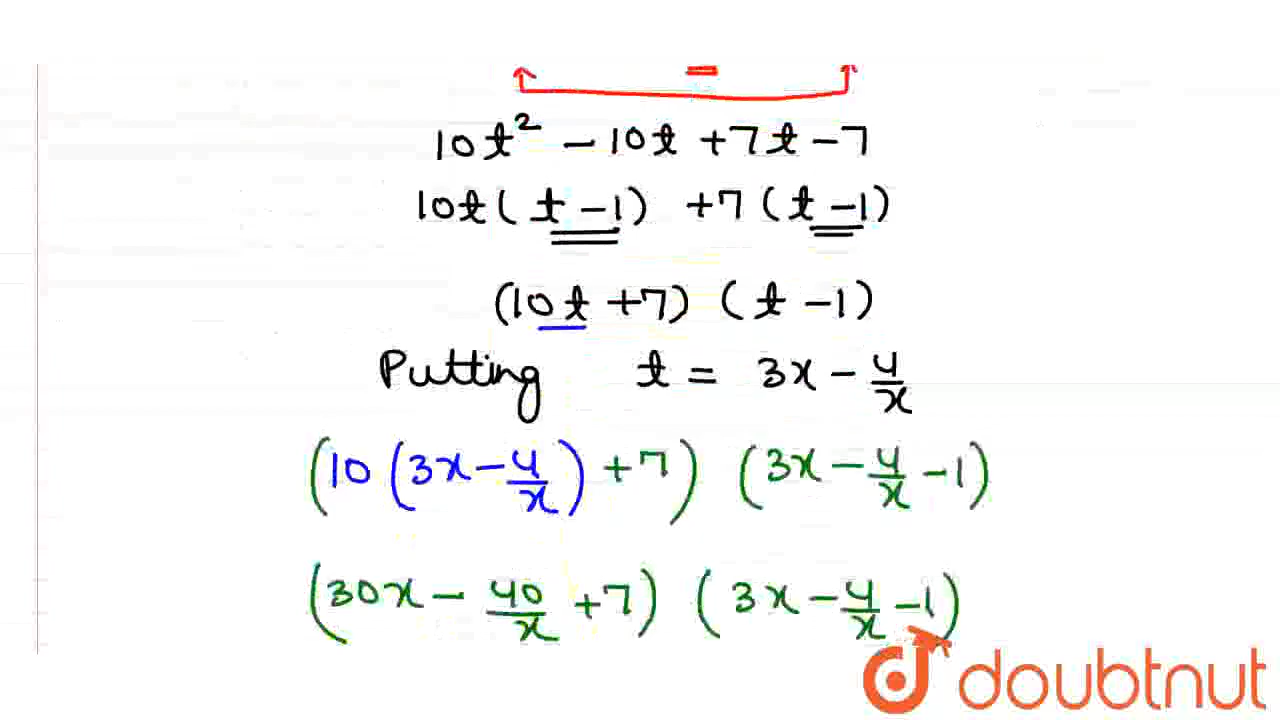 10t² - 10t + 7t - 7
10t(t - 1) + 7(t - 1)
(10t + 7) (t - 1)
Putting t = 3x - 4/x
(10(3x - 4/x) + 7) (3x - 4/x - 1)
(30x - 40/x + 7) (3x - 4/x - 1)
doubtnut